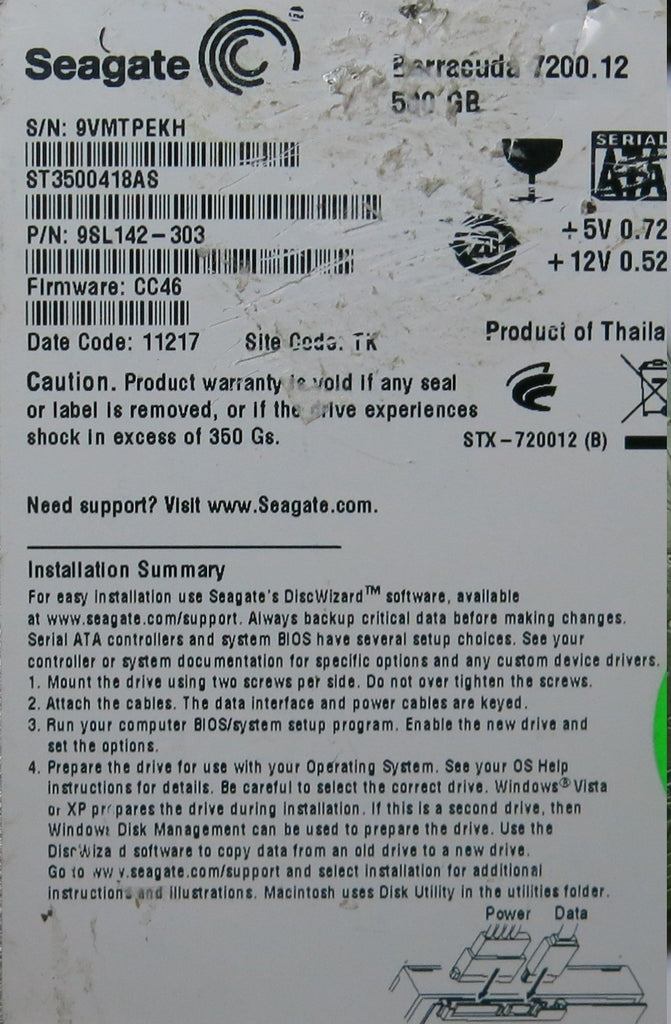 Seagate
Barracuda 7200.12
500 GB
S/N: 9VMTPEKH
ST3500418AS
P/N: 9SL142-303
Firmware: CC46
Date Code: 11217 Site Code: TK
SERIAL
ATA
+5V 0.72
+12V 0.52
Product of Thaila
Caution. Product warranty is void if any seal
or label is removed, or if the drive experiences
shock in excess of 350 Gs.
STX-720012 (B)
Need support? Visit www.Seagate.com.
Installation Summary
For easy installation use Seagate's DiscWizard™ software, available
at www.seagate.com/support. Always backup critical data before making changes.
Serial ATA controllers and system BIOS have several setup choices. See your
controller or system documentation for specific options and any custom device drivers.
1. Mount the drive using two screws per side. Do not over tighten the screws.
2. Attach the cables. The data interface and power cables are keyed.
3. Run your computer BIOS/system setup program. Enable the new drive and
set the options.
4. Prepare the drive for use with your Operating System. See your OS Help
instructions for details. Be careful to select the correct drive. Windows® Vista
or XP prepares the drive during installation. If this is a second drive, then
Windows Disk Management can be used to prepare the drive. Use the
DiscWizard software to copy data from an old drive to a new drive.
Go to www.seagate.com/support and select installation for additional
instructions and illustrations. Macintosh uses Disk Utility in the utilities folder.
Power Data